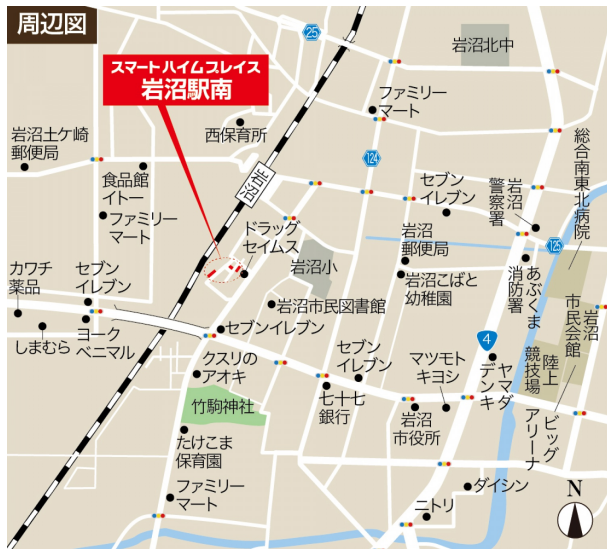 周辺図
25
岩沼北中
スマートハイムプレイス
岩沼駅南
ファミリー
マート
西保育所
岩沼土ケ崎
郵便局
124
総合南東北病院
食品館
イトー
岩沼
セブン
イレブン
岩沼
警察署
ファミリー
マート
ドラッグ
セイムス
岩沼
郵便局
125
岩沼小
カワチ
薬品
セブン
イレブン
岩沼こばと
幼稚園
あぶくま
消防署
岩沼
市民会館
岩沼市民図書館
しまむら
ヨーク
ベニマル
セブンイレブン
4
クスリの
アオキ
セブン
イレブン
マツモト
キヨシ
ヤマダ
デンキ
陸上
競技場
竹駒神社
七十七
銀行
岩沼
市役所
ビッグ
アリーナ
たけこま
保育園
ファミリー
マート
ダイシン
ニトリ
N